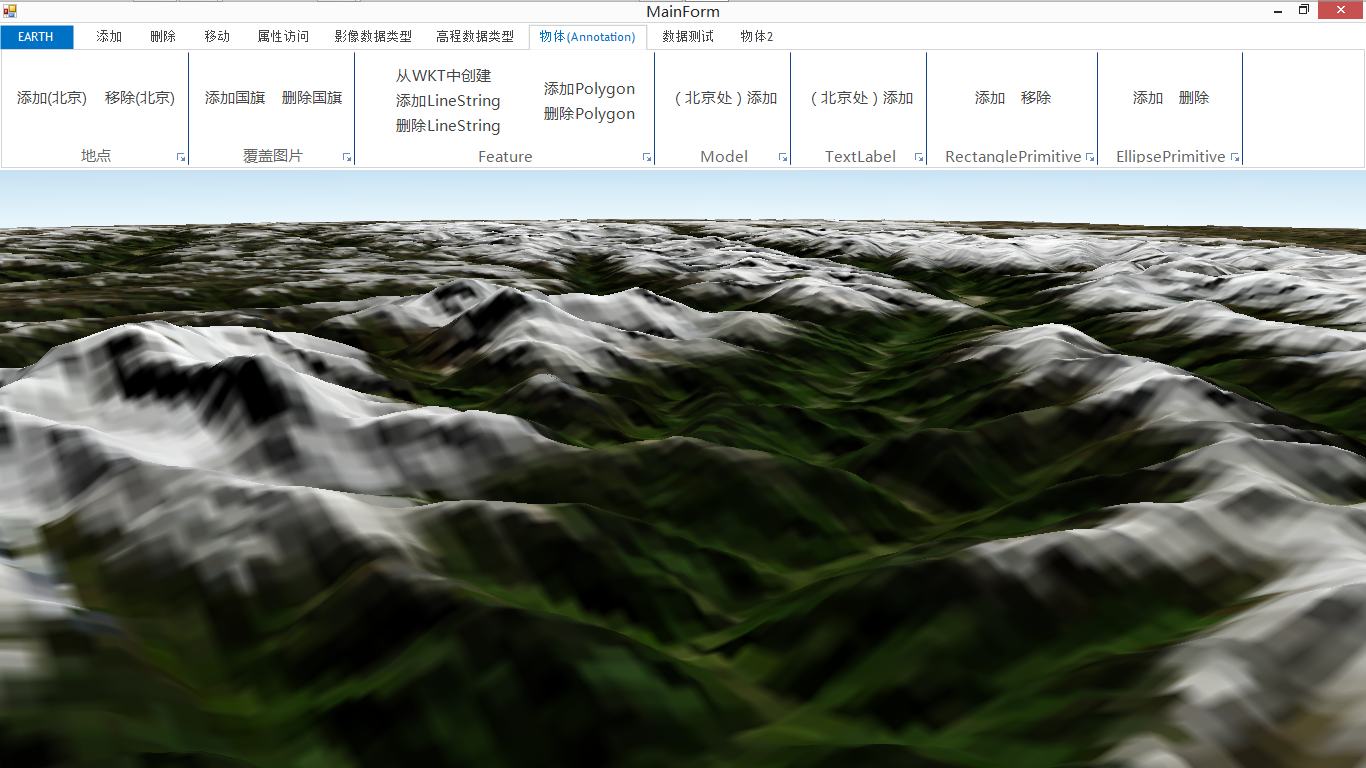 MainForm
EARTH 添加 删除 移动 属性访问 影像数据类型 高程数据类型 物体(Annotation) 数据测试 物体2
添加(北京) 移除(北京)
地点
添加国旗 删除国旗
覆盖图片
从WKT中创建
添加LineString
删除LineString
添加Polygon
删除Polygon
Feature
(北京处)添加
Model
(北京处)添加
TextLabel
添加 移除
RectanglePrimitive
添加 删除
EllipsePrimitive